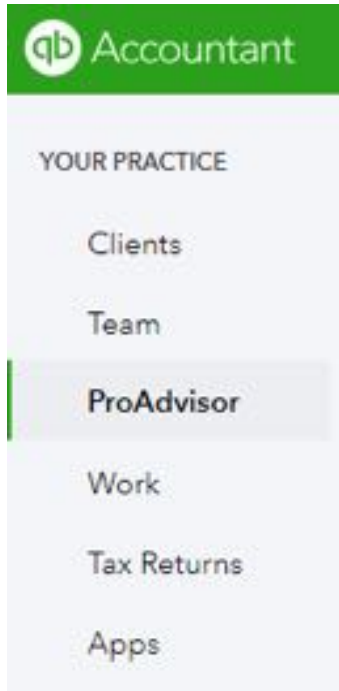 qb Accountant
YOUR PRACTICE
Clients
Team
ProAdvisor
Work
Tax Returns
Apps